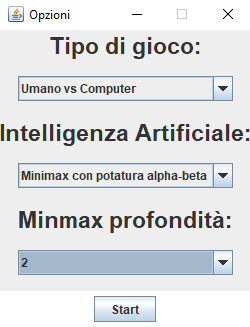 Opzioni
Tipo di gioco:
Umano vs Computer
Intelligenza Artificiale:
Minimax con potatura alpha-beta
Minmax profondità:
2
Start